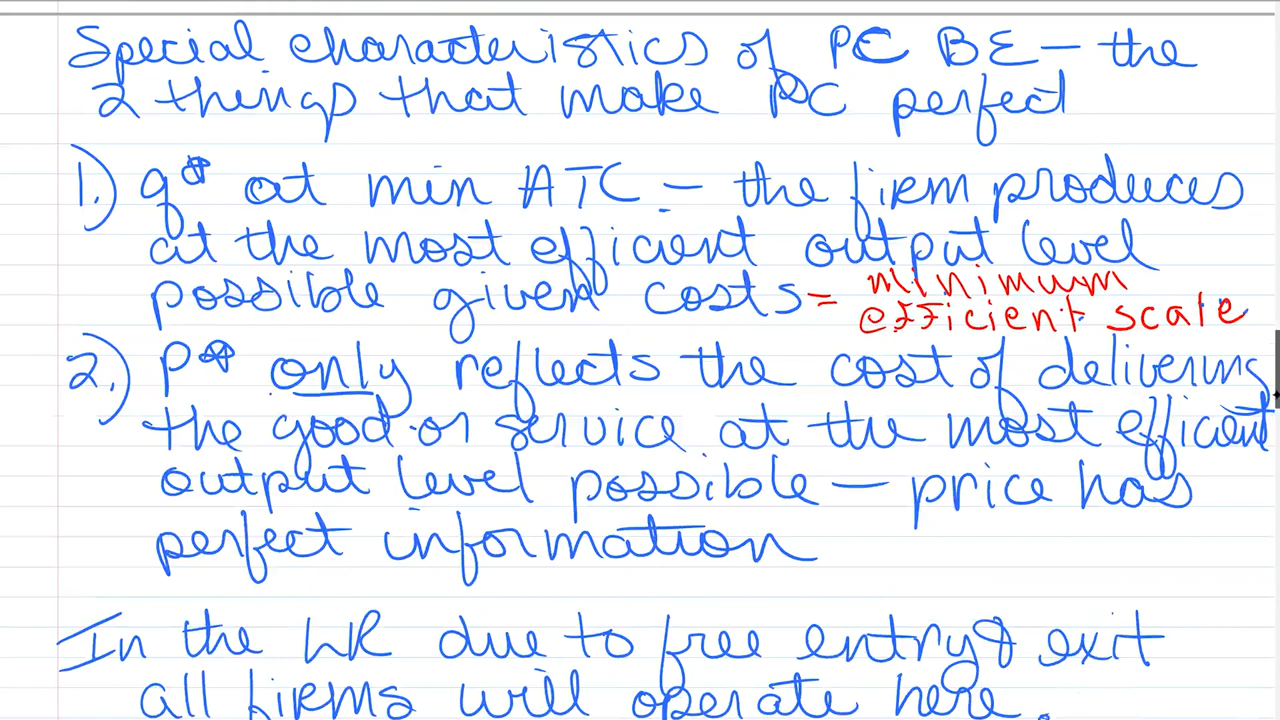 Special characteristics of PC BE – the
2 things that make PC perfect
1.) q* at min ATC – the firm produces
at the most efficient output level
possible given costs = minimum
efficient scale
2.) P* only reflects the cost of delivering
the good or service at the most efficient
output level possible – price has
perfect information
In the LR due to free entry & exit
all firms will operate here.